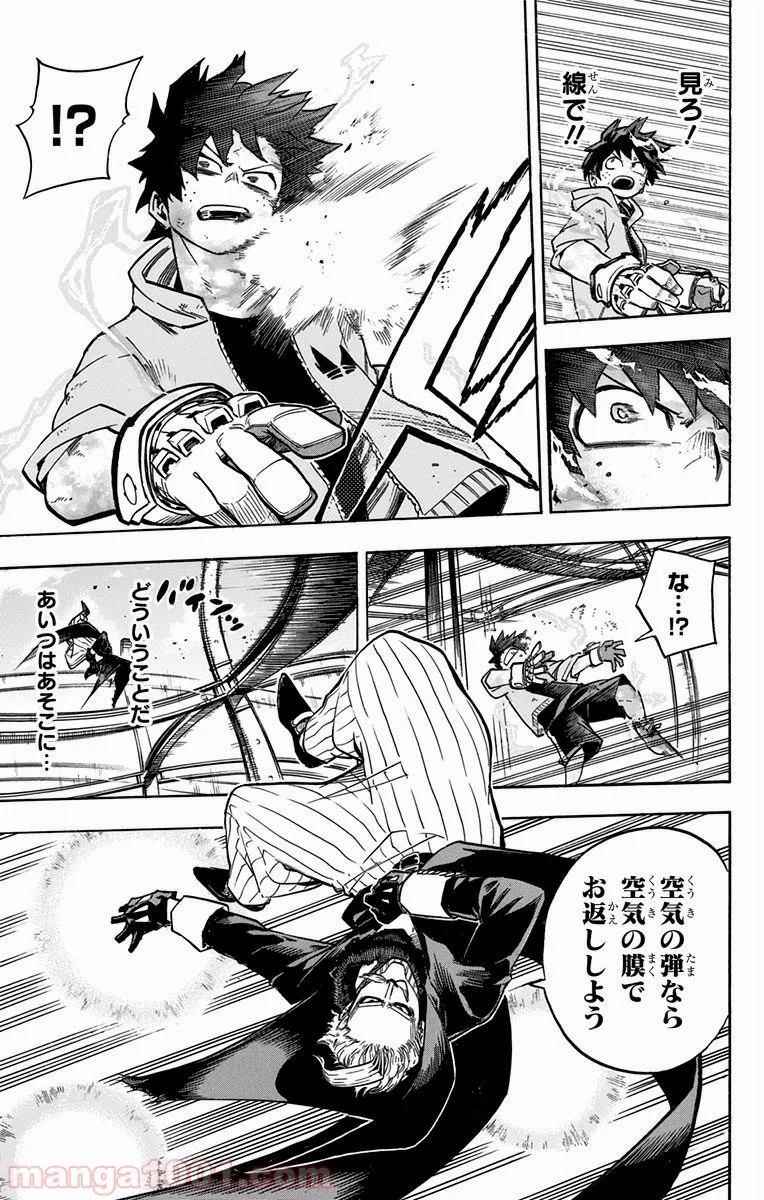 見ろ!
線で!!
!?
な…!?
バイン
どういうことだ
あいつはあそこに…
空気の弾なら
空気の膜で
お返ししよう
manga1001.com